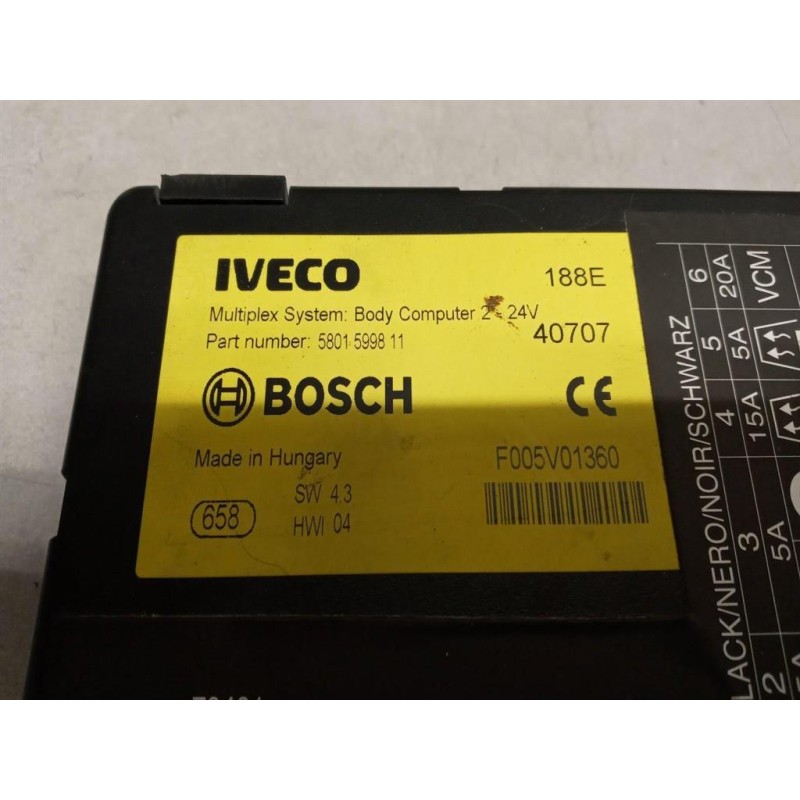 IVECO 188E
Multiplex System: Body Computer 2 - 24V
Part number: 5801 5998 11 40707
BOSCH CE
Made in Hungary F005V01360
SW 4.3
658
HWI 04
LACK/NERO/NOIR/SCHWARZ
2 3 4 5 6
5A 15A 5A 20A
VCM